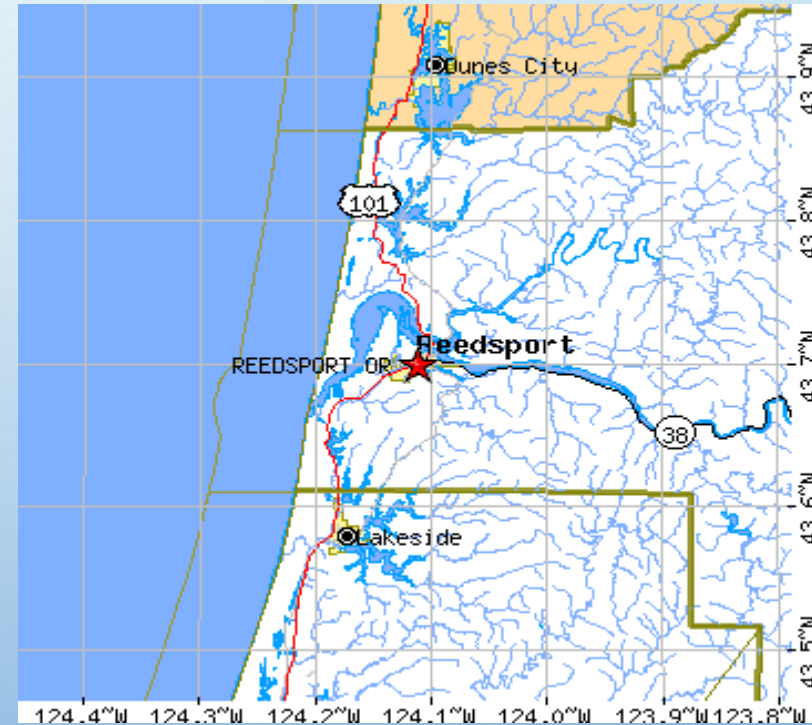 Dunes City
43.9°N
101
43.8°N
Reedsport
REEDSPORT OR
43.7°N
38
43.6°N
Lakeside
43.5°N
124.4°W 124.3°W 124.2°W 124.1°W 124.0°W 123.9°W 123.8°W